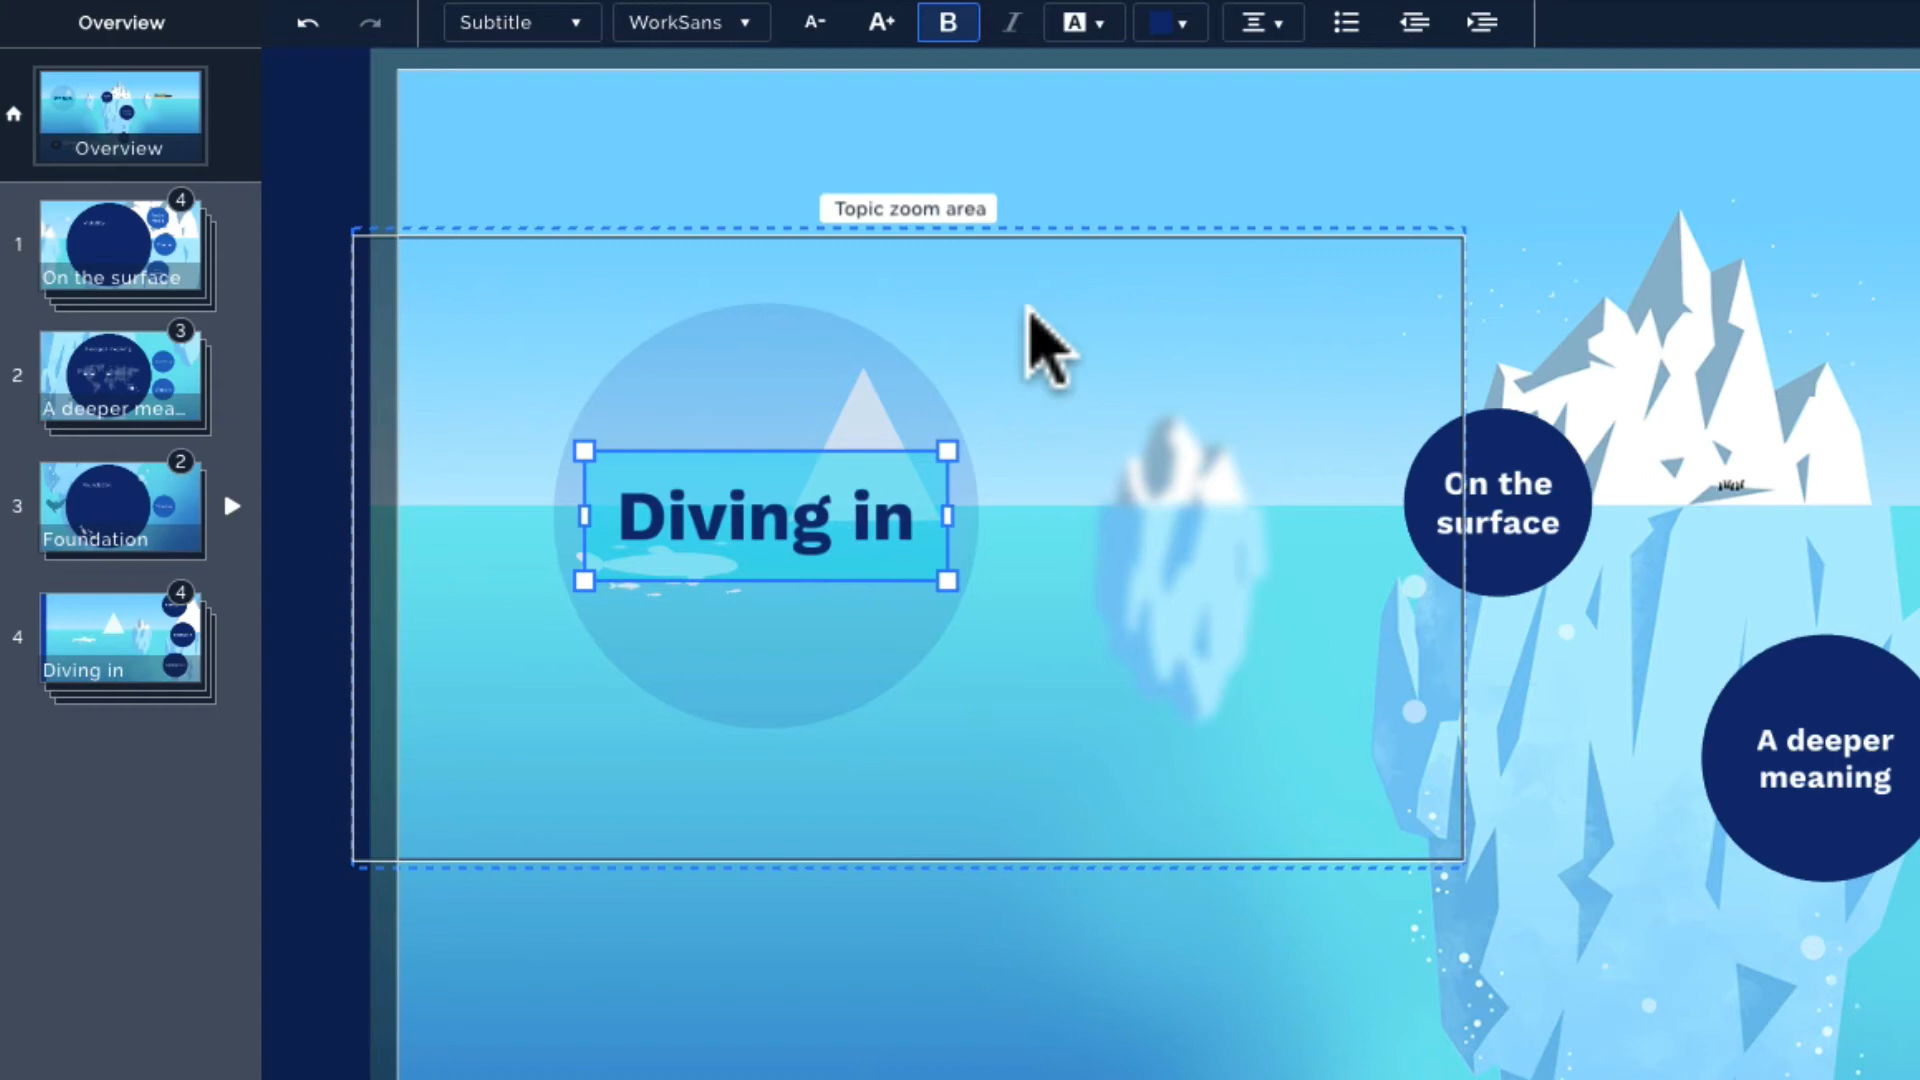 Overview
Subtitle
WorkSans
A-
A+
B
I
A
Overview
1
4
On the surface
2
3
A deeper mea...
3
2
Foundation
4
4
Diving in
Topic zoom area
Diving in
On the
surface
A deeper
meaning